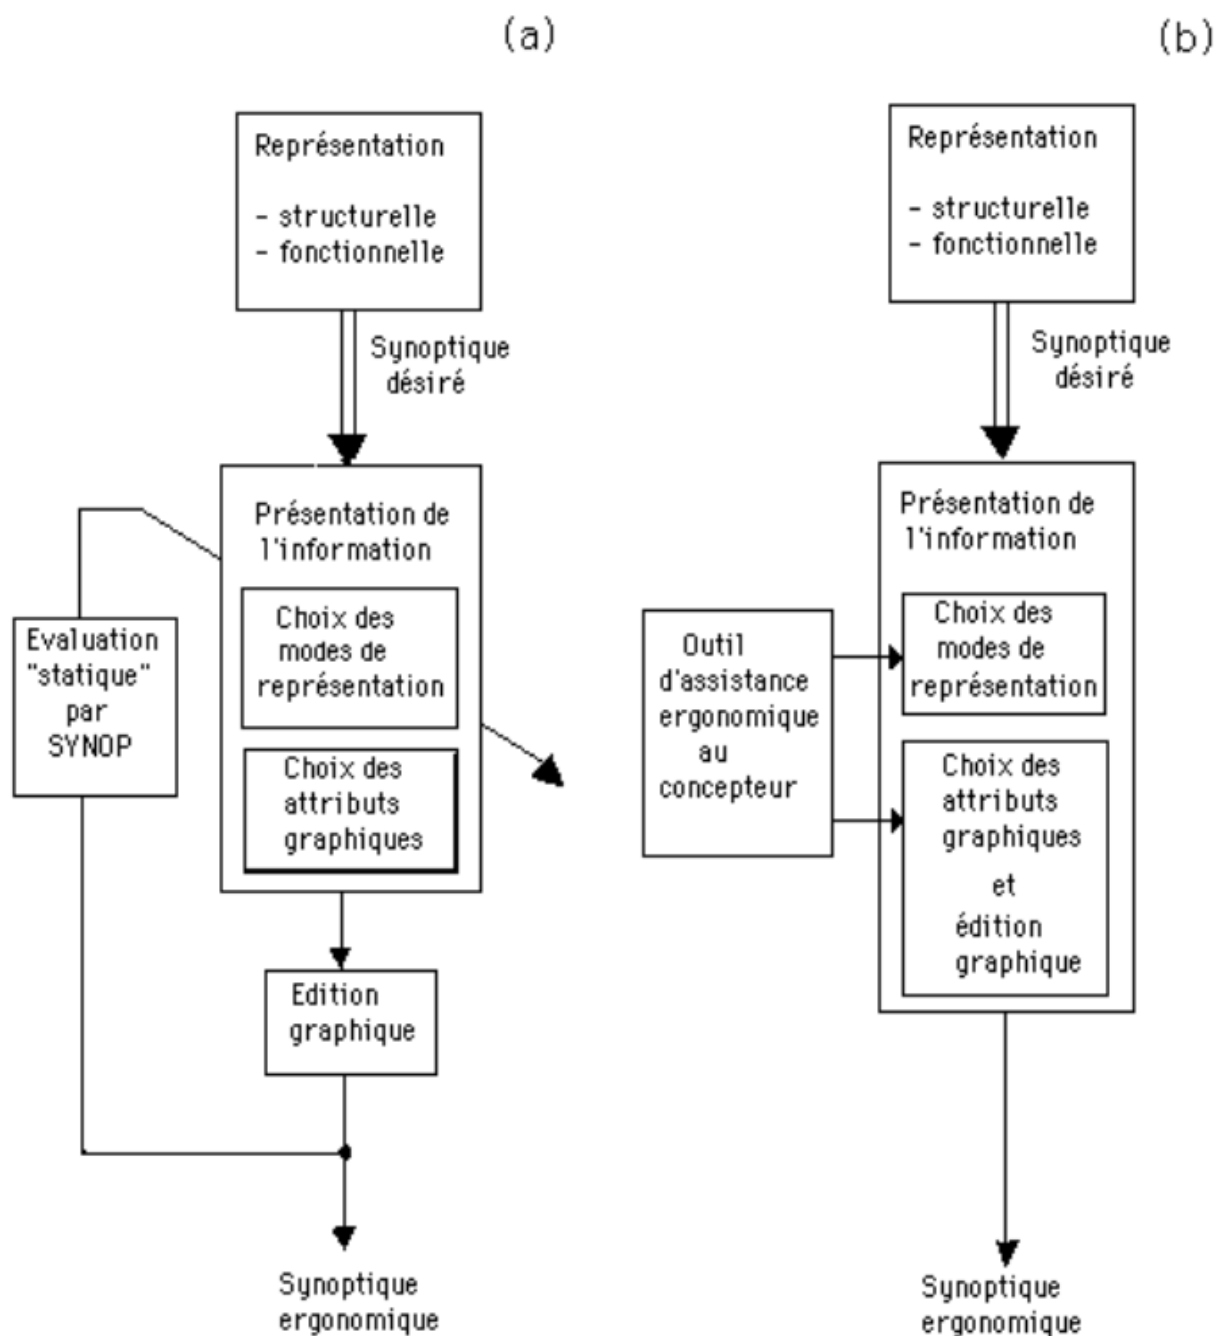 (a)
Représentation
- structurelle
- fonctionnelle
Synoptique
désiré
Présentation de
l'information
Choix des
modes de
représentation
Choix des
attributs
graphiques
Evaluation
"statique"
par
SYNOP
Edition
graphique
Synoptique
ergonomique
(b)
Représentation
- structurelle
- fonctionnelle
Synoptique
désiré
Présentation de
l'information
Outil
d'assistance
ergonomique
au
concepteur
Choix des
modes de
représentation
Choix des
attributs
graphiques
et
édition
graphique
Synoptique
ergonomique